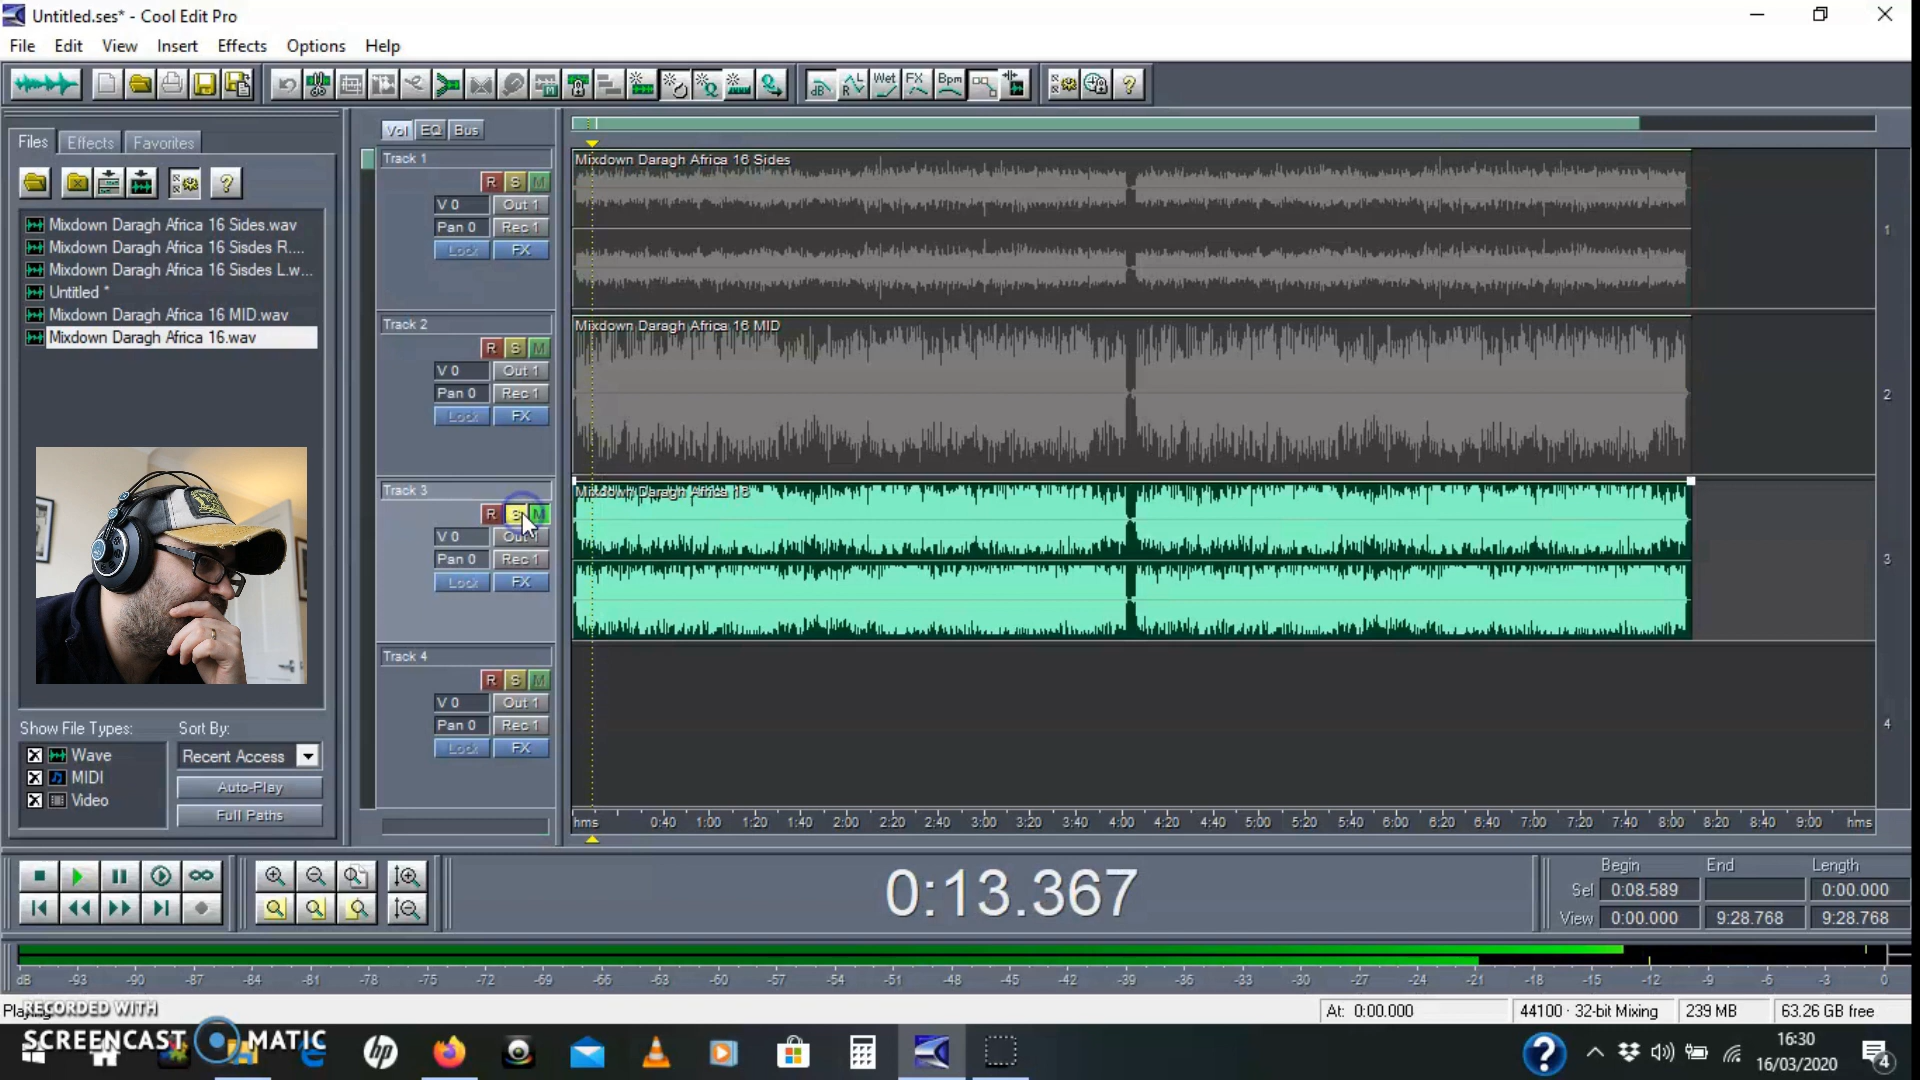 Untitled.ses* - Cool Edit Pro
File Edit View Insert Effects Options Help
Wet FX Bpm
Files Effects Favorites
Vol EQ Bus
Mixdown Daragh Africa 16 Sides.wav
Mixdown Daragh Africa 16 Sisdes R....
Mixdown Daragh Africa 16 Sisdes L.w...
Untitled *
Mixdown Daragh Africa 16 MID.wav
Mixdown Daragh Africa 16.wav
Show File Types: Sort By:
Wave Recent Access
MIDI Auto-Play
Video Full Paths
Track 1
R S M
V 0 Out 1
Pan 0 Rec 1
Lock FX
Mixdown Daragh Africa 16 Sides
1
Track 2
R S M
V 0 Out 1
Pan 0 Rec 1
Lock FX
Mixdown Daragh Africa 16 MID
2
Track 3
R S M
V 0 Out
Pan 0 Rec 1
Lock FX
Mixdown Daragh Africa 16
3
Track 4
R S M
V 0 Out 1
Pan 0 Rec 1
Lock FX
4
hms 0:40 1:00 1:20 1:40 2:00 2:20 2:40 3:00 3:20 3:40 4:00 4:20 4:40 5:00 5:20 5:40 6:00 6:20 6:40 7:00 7:20 7:40 8:00 8:20 8:40 9:00 hms
0:13.367
Begin End Length
Sel 0:08.589 0:00.000
View 0:00.000 9:28.768 9:28.768
dB -93 -87 -84 -81 -78 -75 -72 -69 -66 -63 -60 -57 -54 -51 -48 -45 -42 -39 -36 -33 -30 -27 -24 -21 -18 -15 -12 -9 -6 -3 0
Playing
At: 0:00.000 44100 · 32-bit Mixing 239 MB 63.26 GB free
RECORDED WITH
SCREENCAST MATIC
hp
16:30
16/03/2020
4